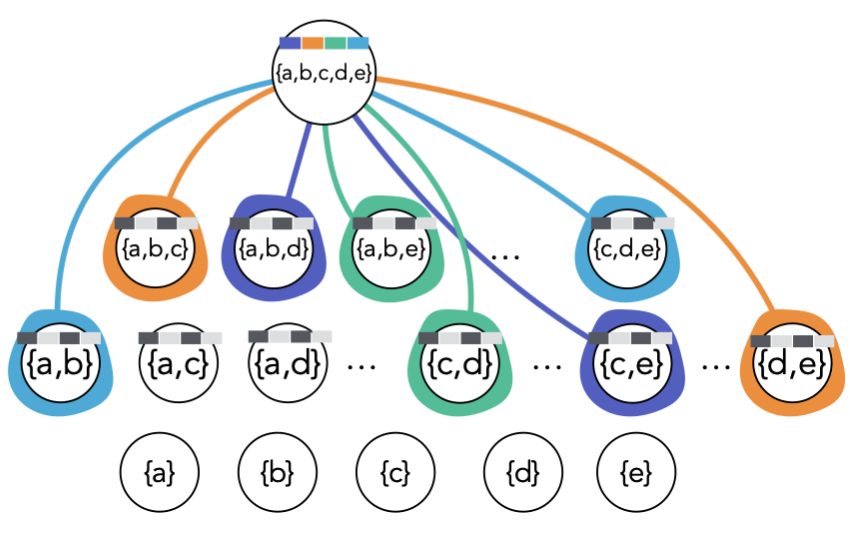 {a,b,c,d,e}
{a,b,c} {a,b,d} {a,b,e} ... {c,d,e}
{a,b} {a,c} {a,d} ... {c,d} ... {c,e} ... {d,e}
{a} {b} {c} {d} {e}